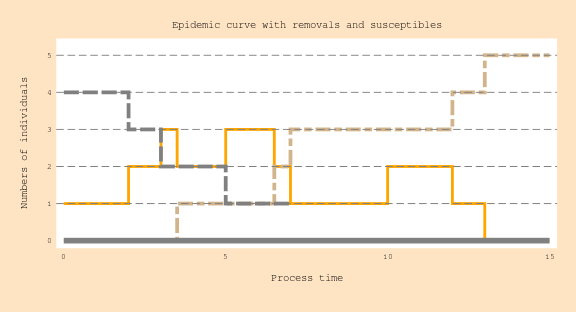 Epidemic curve with removals and susceptibles
Numbers of individuals
5
4
3
2
1
0
0 5 10 15
Process time